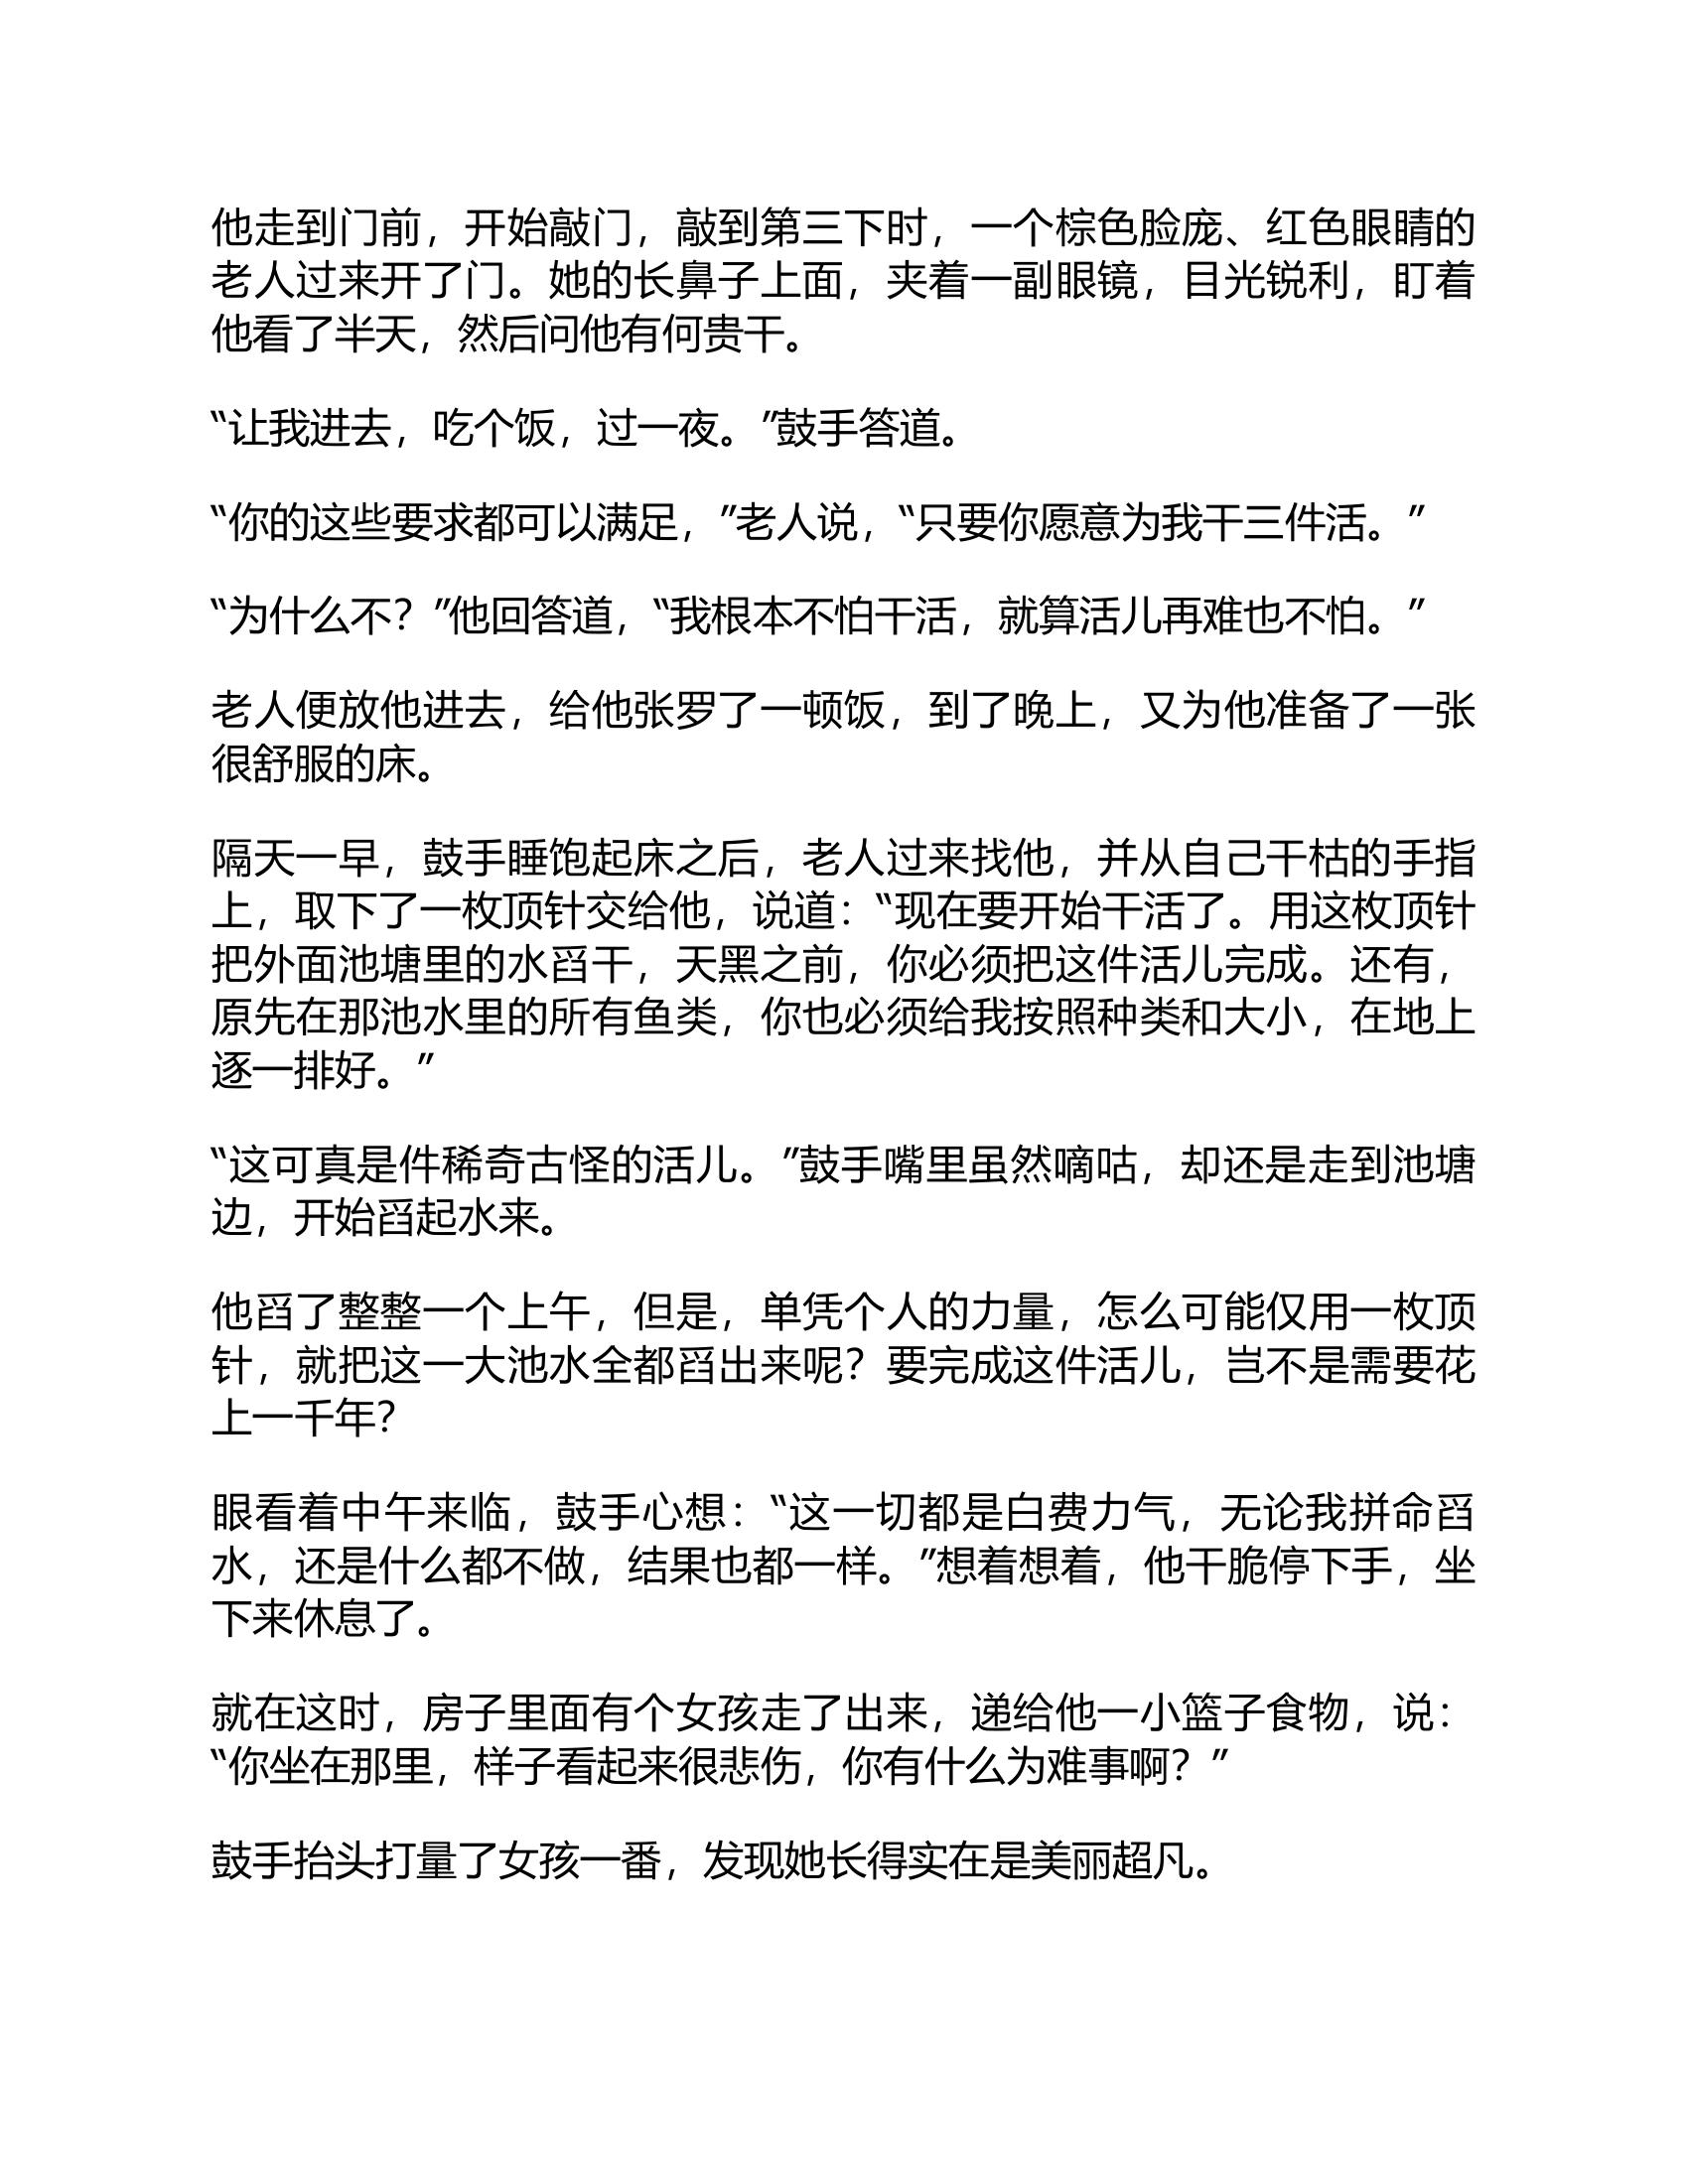 他走到门前，开始敲门，敲到第三下时，一个棕色脸庞、红色眼睛的
老人过来开了门。她的长鼻子上面，夹着一副眼镜，目光锐利，盯着
他看了半天，然后问他有何贵干。
“让我进去，吃个饭，过一夜。”鼓手答道。
“你的这些要求都可以满足，”老人说，“只要你愿意为我干三件活。”
“为什么不？”他回答道，“我根本不怕干活，就算活儿再难也不怕。”
老人便放他进去，给他张罗了一顿饭，到了晚上，又为他准备了一张
很舒服的床。
隔天一早，鼓手睡饱起床之后，老人过来找他，并从自己干枯的手指
上，取下了一枚顶针交给他，说道：“现在要开始干活了。用这枚顶针
把外面池塘里的水舀干，天黑之前，你必须把这件活儿完成。还有，
原先在那池水里的所有鱼类，你也必须给我按照种类和大小，在地上
逐一排好。”
“这可真是件稀奇古怪的活儿。”鼓手嘴里虽然嘀咕，却还是走到池塘
边，开始舀起水来。
他舀了整整一个上午，但是，单凭个人的力量，怎么可能仅用一枚顶
针，就把这一大池水全都舀出来呢？要完成这件活儿，岂不是需要花
上一千年？
眼看着中午来临，鼓手心想：“这一切都是白费力气，无论我拼命舀
水，还是什么都不做，结果也都一样。”想着想着，他干脆停下手，坐
下来休息了。
就在这时，房子里面有个女孩走了出来，递给他一小篮子食物，说：
“你坐在那里，样子看起来很悲伤，你有什么为难事啊？”
鼓手抬头打量了女孩一番，发现她长得实在是美丽超凡。